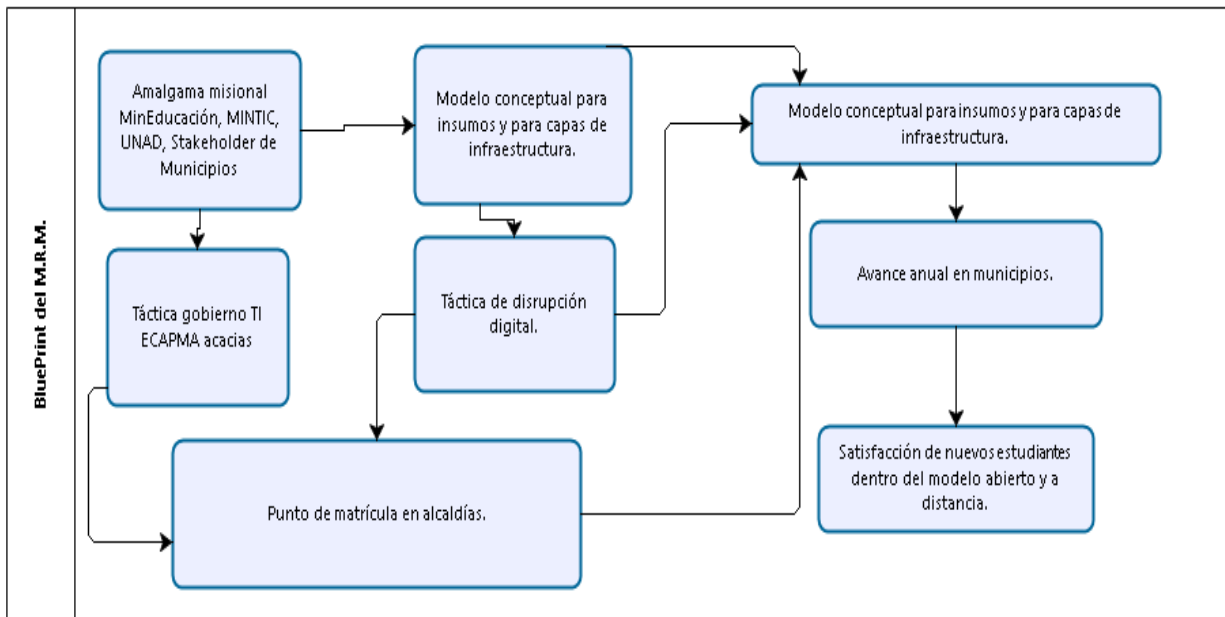 BluePrint del M.R.M.
Amalgama misional
MinEducación, MINTIC,
UNAD, Stakeholder de
Municipios
Modelo conceptual para
insumos y para capas de
infraestructura.
Modelo conceptual para insumos y para capas de
infraestructura.
Táctica gobierno TI
ECAPMA acacias
Táctica de disrupción
digital.
Avance anual en municipios.
Punto de matrícula en alcaldías.
Satisfacción de nuevos estudiantes
dentro del modelo abierto y a
distancia.